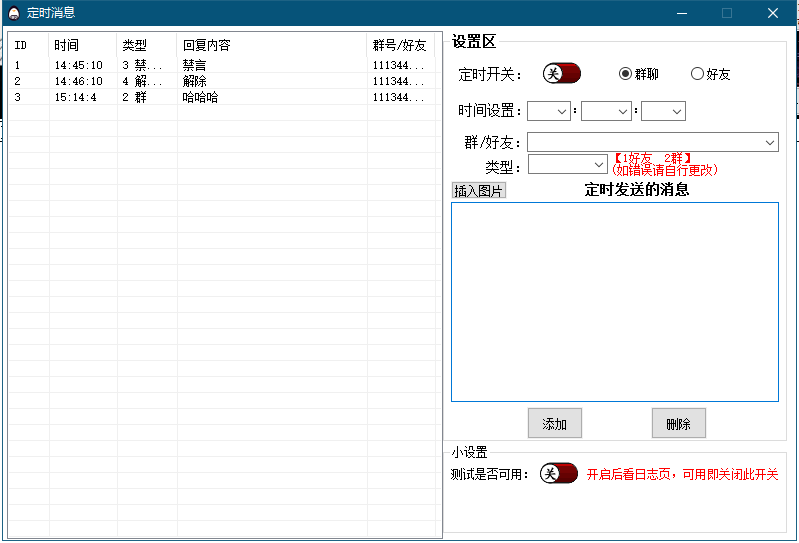 定时消息
ID 时间 类型 回复内容 群号/好友
1 14:45:10 3 禁... 禁言 111344...
2 14:46:10 4 解... 解除 111344...
3 15:14:4 2 群 哈哈哈 111344...
设置区
定时开关： 关 群聊 好友
时间设置： : :
群/好友：
类型： 【1好友 2群】
(如错误请自行更改)
插入图片 定时发送的消息
添加 删除
小设置
测试是否可用： 关 开启后看日志页，可用即关闭此开关